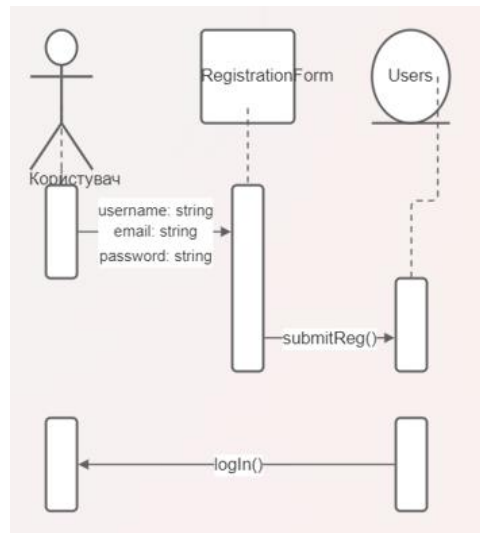 RegistrationForm
Users
Користувач
username: string
email: string
password: string
submitReg()
logIn()